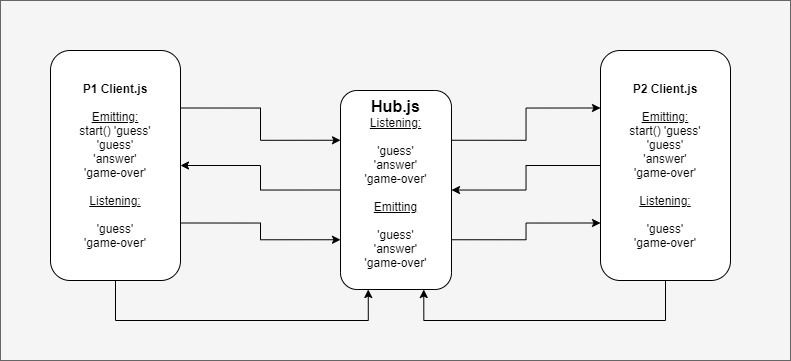 P1 Client.js
Emitting:
start() 'guess'
'guess'
'answer'
'game-over'
Listening:
'guess'
'game-over'
Hub.js
Listening:
'guess'
'answer'
'game-over'
Emitting
'guess'
'answer'
'game-over'
P2 Client.js
Emitting:
start() 'guess'
'guess'
'answer'
'game-over'
Listening:
'guess'
'game-over'